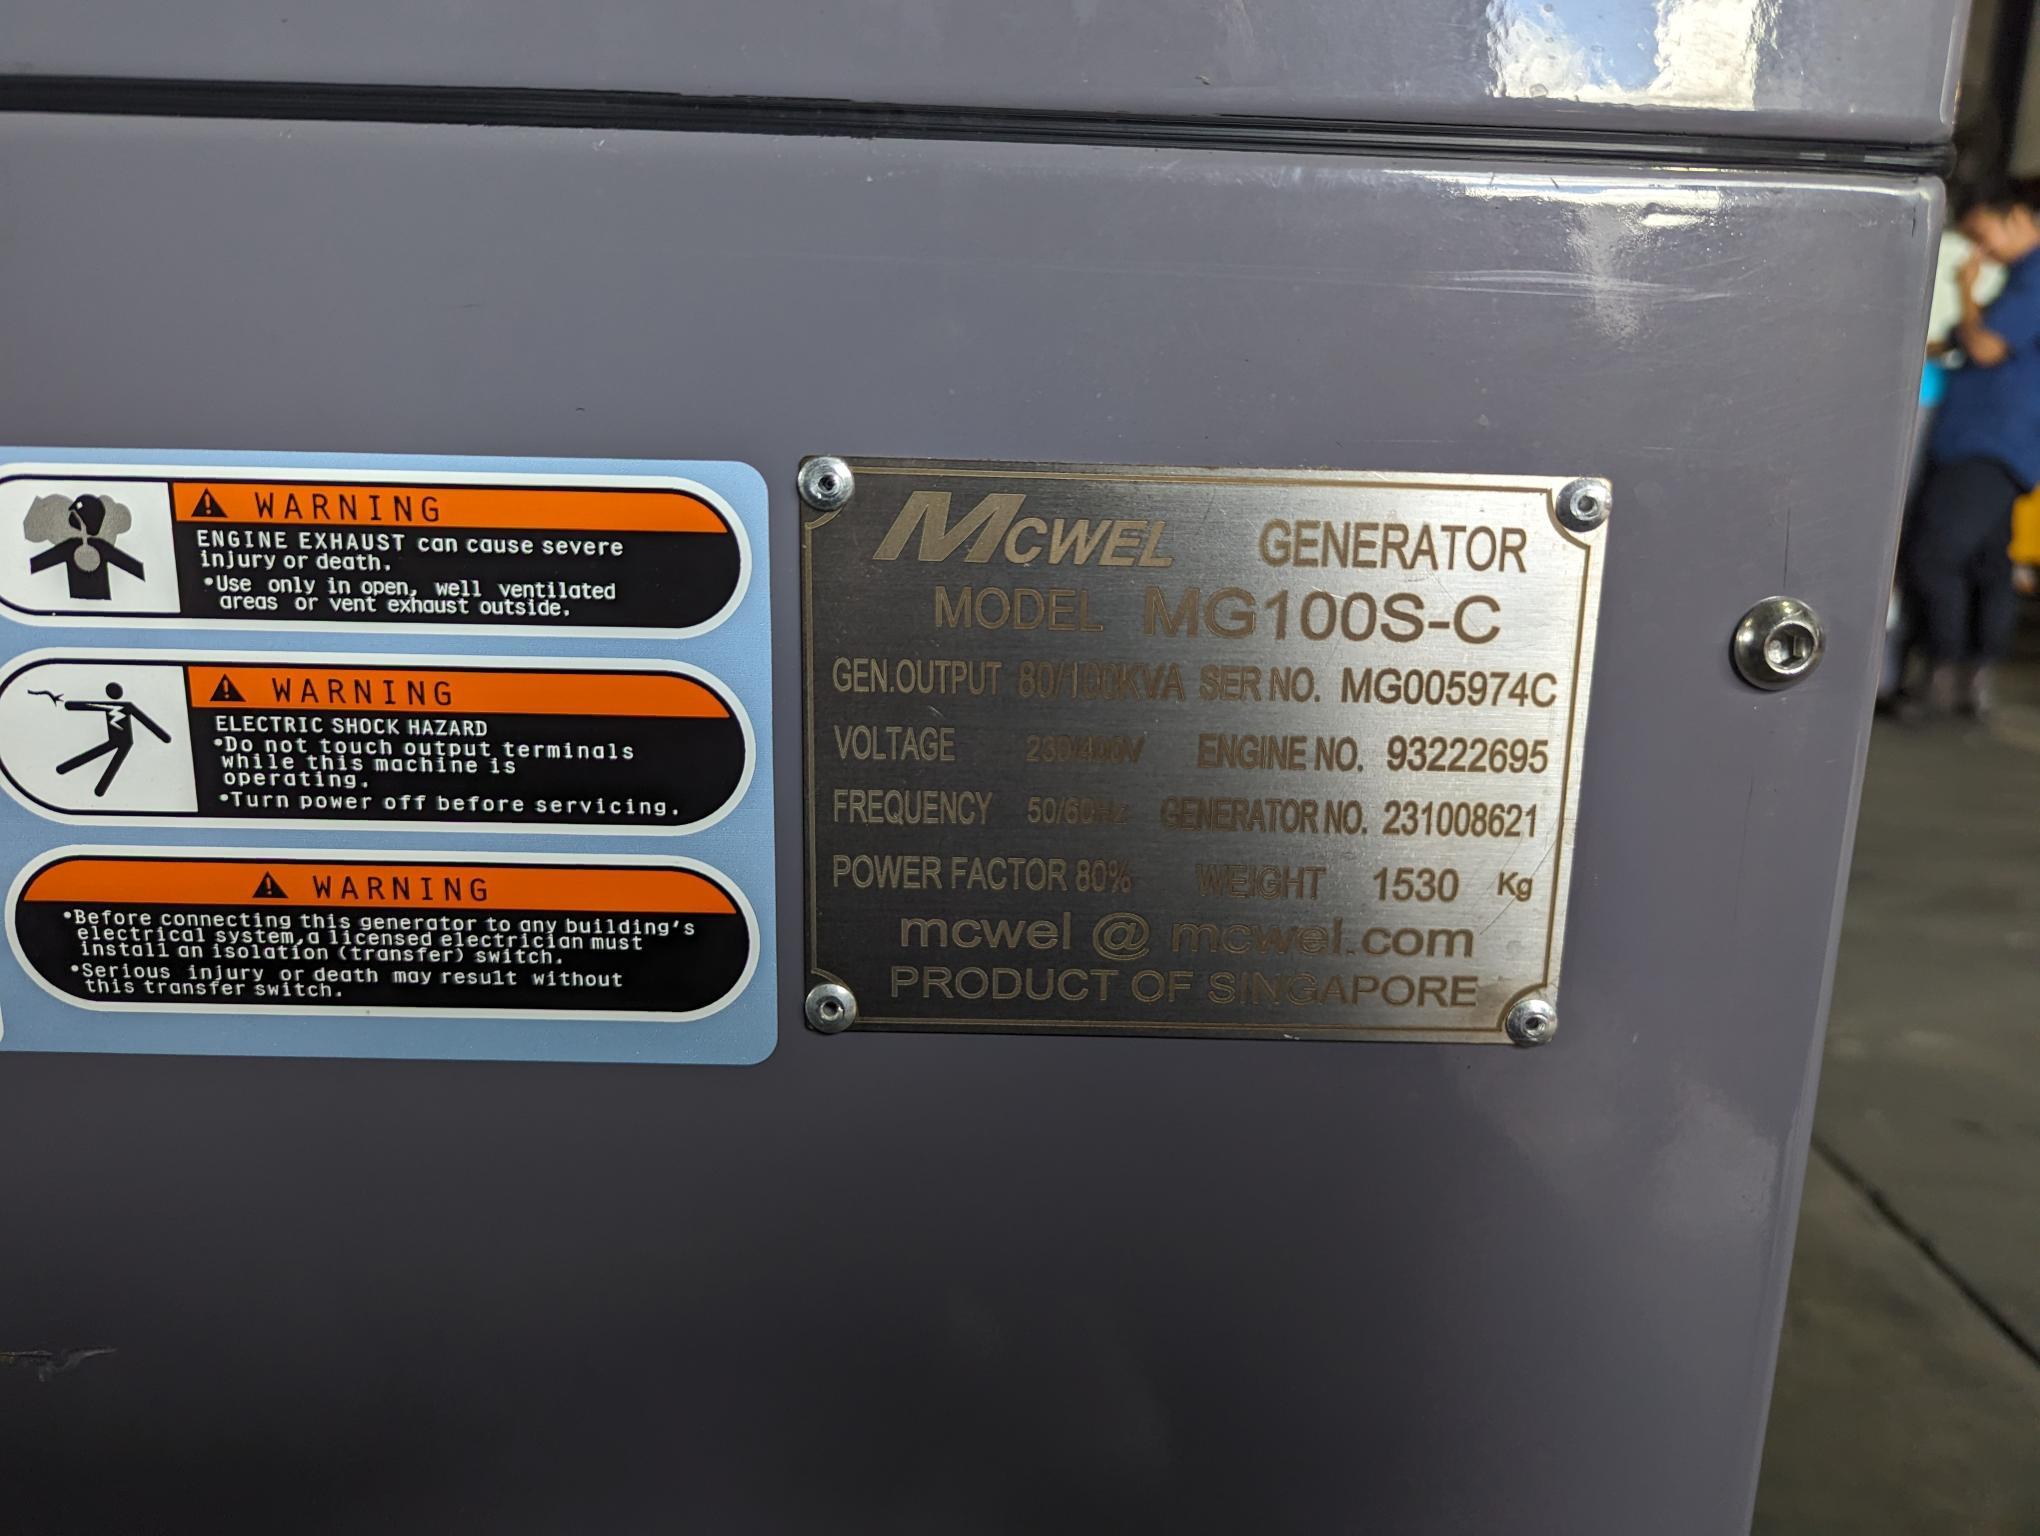 WARNING
ENGINE EXHAUST can cause severe
injury or death.
•Use only in open, well ventilated
areas or vent exhaust outside.
WARNING
ELECTRIC SHOCK HAZARD
•Do not touch output terminals
while this machine is
operating.
•Turn power off before servicing.
WARNING
•Before connecting this generator to any building's
electrical system,a licensed electrician must
install an isolation (transfer) switch.
•Serious injury or death may result without
this transfer switch.
MCWEL GENERATOR
MODEL MG100S-C
GEN.OUTPUT 80/100KVA SER NO. MG005974C
VOLTAGE 230/400V ENGINE NO. 93222695
FREQUENCY 50/60Hz GENERATOR NO. 231008621
POWER FACTOR 80% WEIGHT 1530 Kg
mcwel @ mcwel.com
PRODUCT OF SINGAPORE